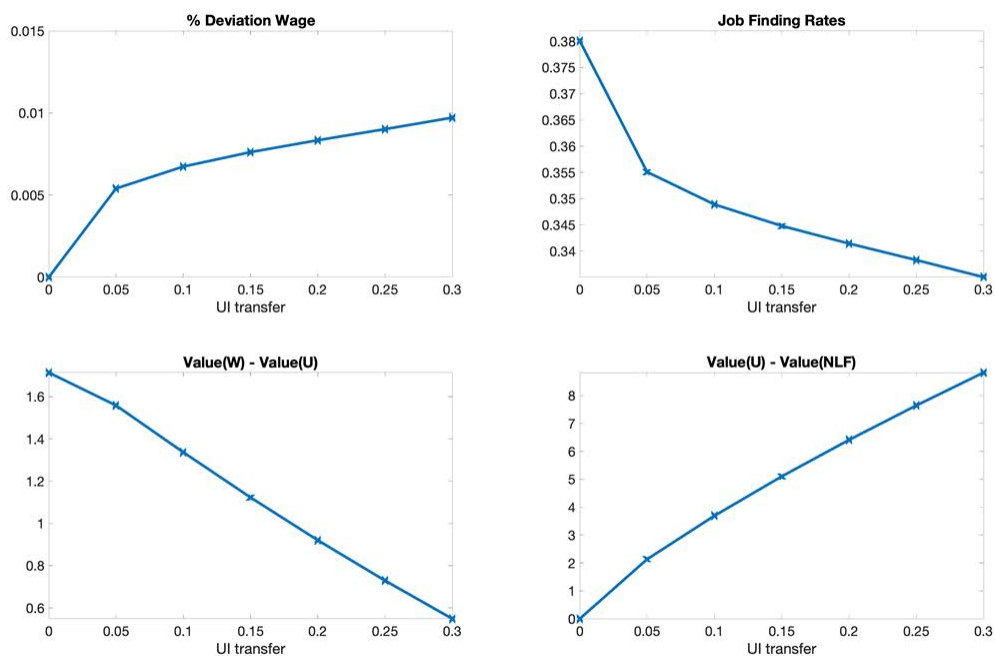 % Deviation Wage
0.015
0.01
0.005
0
0 0.05 0.1 0.15 0.2 0.25 0.3
UI transfer
Job Finding Rates
0.38
0.375
0.37
0.365
0.36
0.355
0.35
0.345
0.34
0 0.05 0.1 0.15 0.2 0.25 0.3
UI transfer
Value(W) - Value(U)
1.6
1.4
1.2
1
0.8
0.6
0 0.05 0.1 0.15 0.2 0.25 0.3
UI transfer
Value(U) - Value(NLF)
8
7
6
5
4
3
2
1
0
0 0.05 0.1 0.15 0.2 0.25 0.3
UI transfer